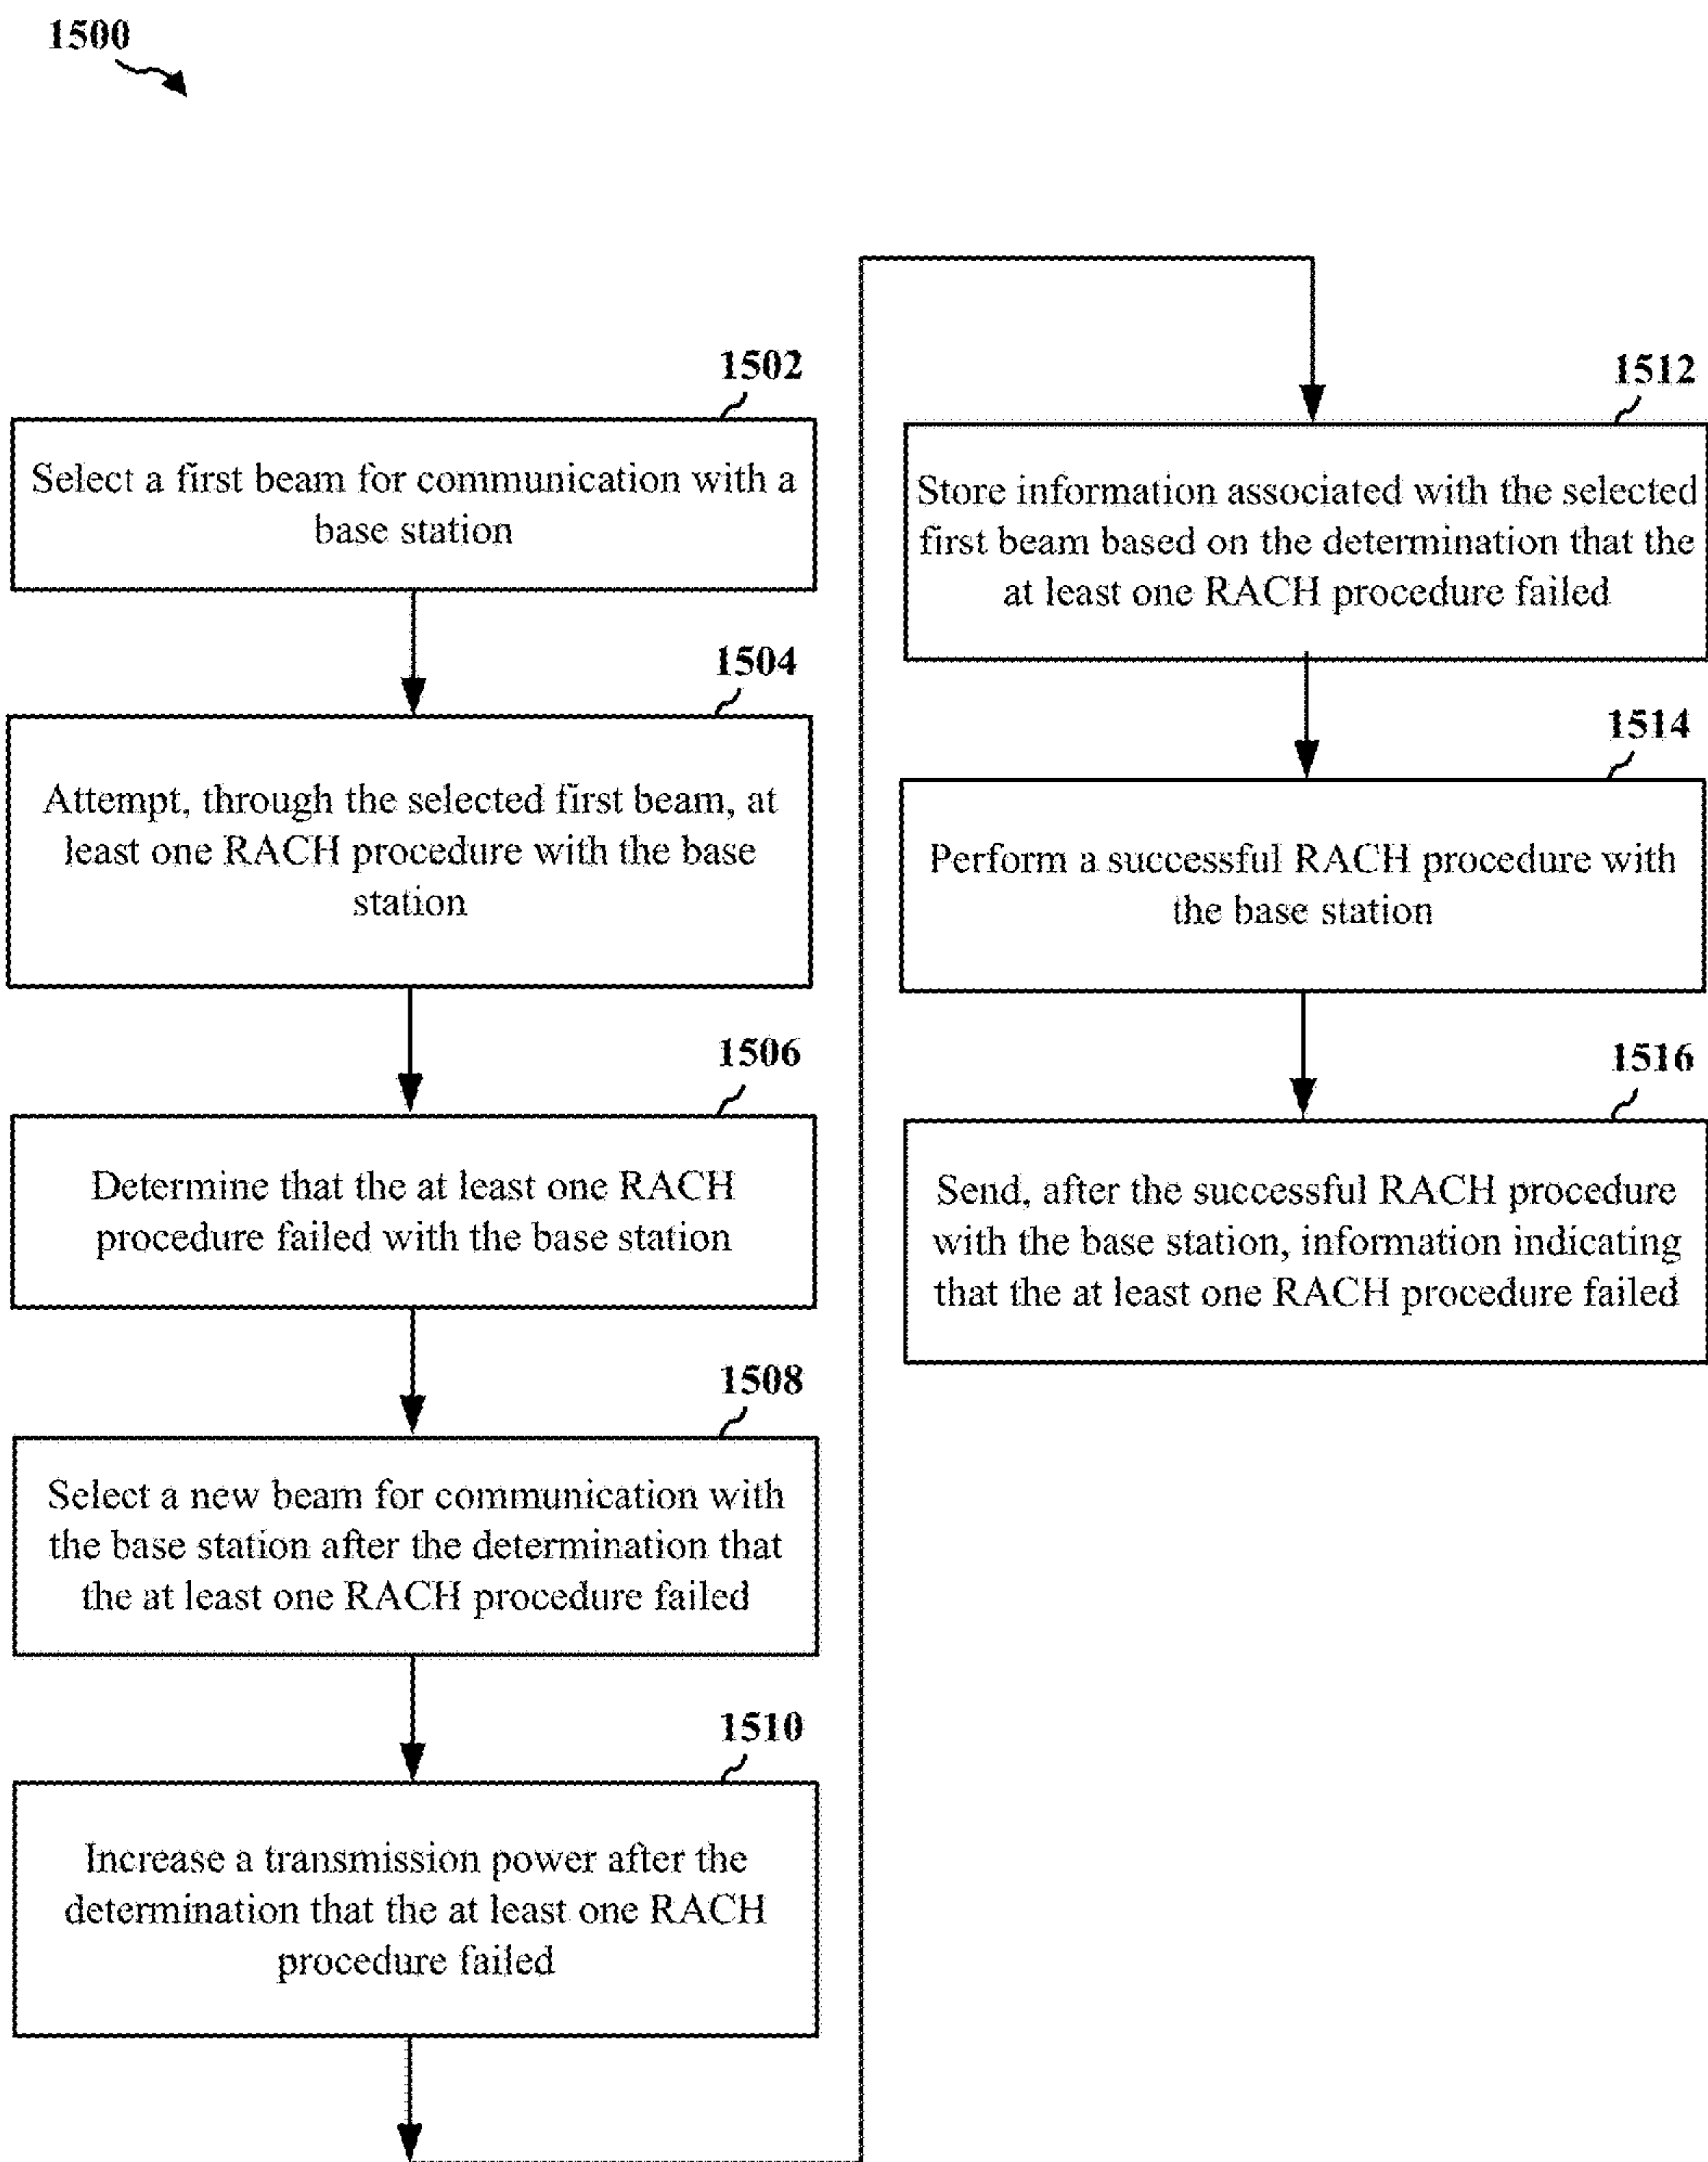 1500
1502
Select a first beam for communication with a
base station
1504
Attempt, through the selected first beam, at
least one RACH procedure with the base
station
1506
Determine that the at least one RACH
procedure failed with the base station
1508
Select a new beam for communication with
the base station after the determination that
the at least one RACH procedure failed
1510
Increase a transmission power after the
determination that the at least one RACH
procedure failed
1512
Store information associated with the selected
first beam based on the determination that the
at least one RACH procedure failed
1514
Perform a successful RACH procedure with
the base station
1516
Send, after the successful RACH procedure
with the base station, information indicating
that the at least one RACH procedure failed